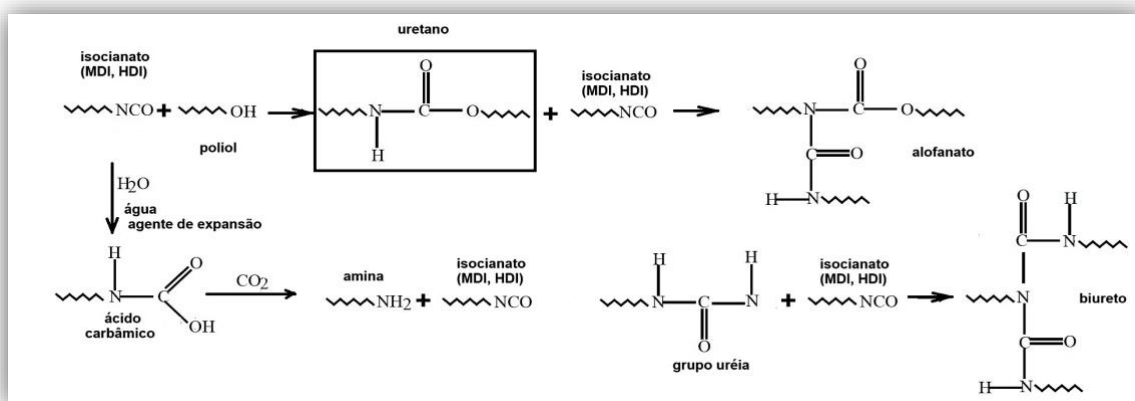 uretano
isocianato
(MDI, HDI)
NCO + OH
poliol
N C O
O
H
+
isocianato
(MDI, HDI)
NCO
N C O
O
C O
H N
alofanato
H2O
água
agente de expansão
H
N C
O
OH
ácido
carbâmico
CO2
amina
NH2 +
isocianato
(MDI, HDI)
NCO
H H
N C N
O
grupo uréia
+
isocianato
(MDI, HDI)
NCO
O H
C N
N
C O
H N
biureto